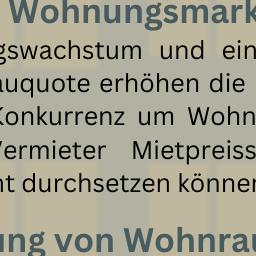 Wohnungsmark
gswachstum und ein
auquote erhöhen die
Konkurrenz um Wohn
Vermieter Mietpreiss
nt durchsetzen können
ung von Wohnrau